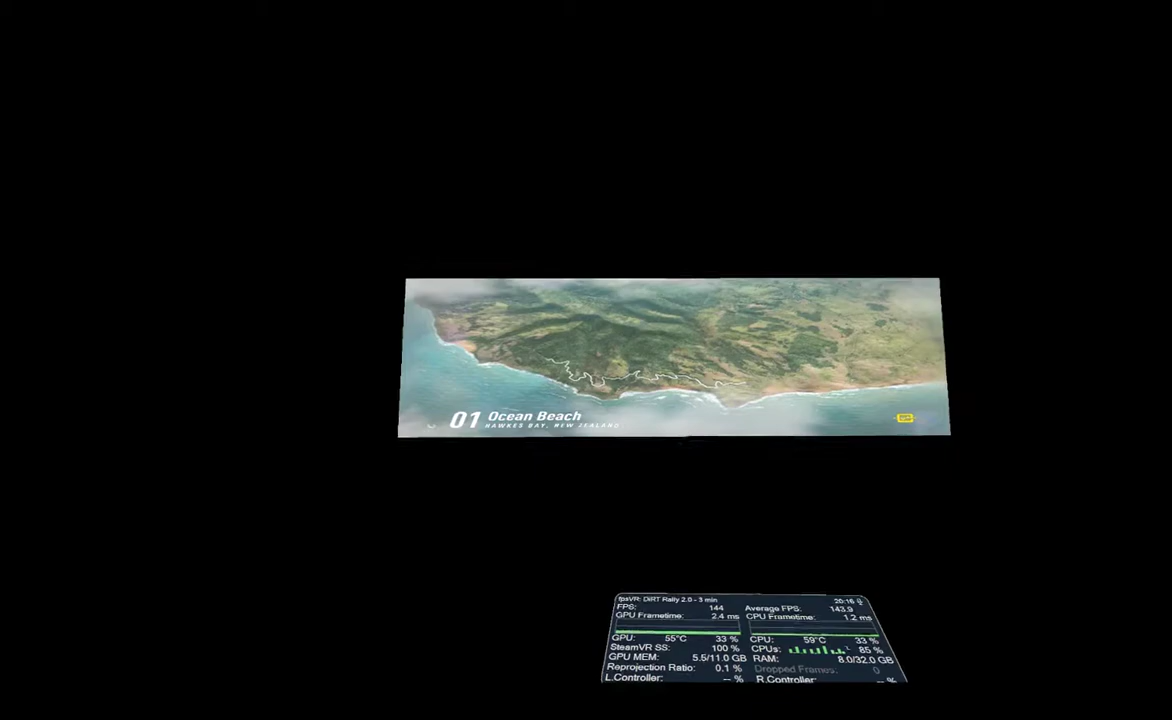 01 Ocean Beach
HAWKES BAY, NEW ZEALAND
fpsVR: DiRT Rally 2.0 - 3 min 20:16
FPS: 144 Average FPS: 143.9
GPU Frametime: 2.4 ms CPU Frametime: 1.2 ms
GPU: 55°C 33 % CPU: 59°C 33 %
SteamVR SS: 100 % CPUs: 85 %
GPU MEM: 5.5/11.0 GB RAM: 8.0/32.0 GB
Reprojection Ratio: 0.1 % Dropped Frames: 0
L.Controller: -- % R.Controller: -- %